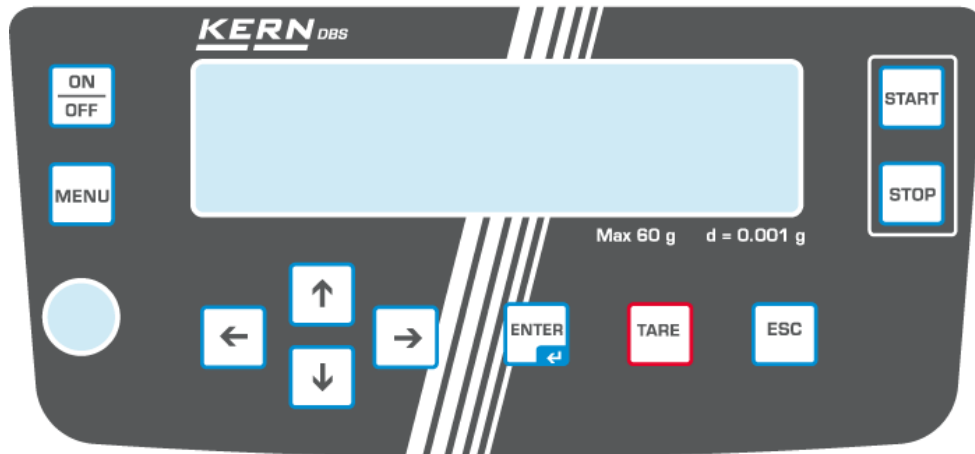 KERN DBS
ON
OFF
START
MENU
STOP
Max 60 g d = 0.001 g
↑
← → ENTER TARE ESC
↓